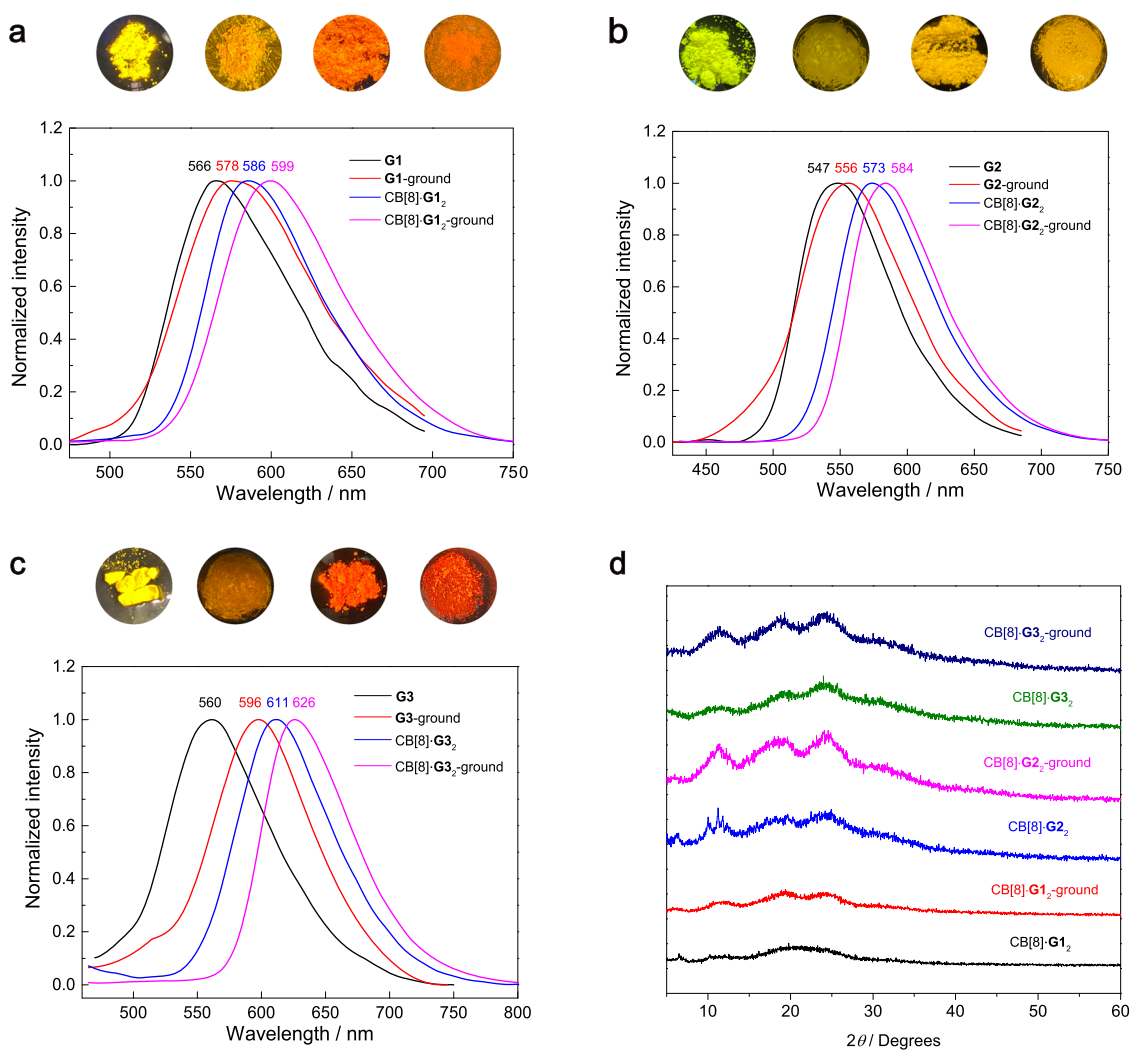 a
566 578 586 599
G1
G1-ground
CB[8]·G1₂
CB[8]·G1₂-ground
1.2
1.0
0.8
0.6
0.4
0.2
0.0
Normalized intensity
500 550 600 650 700 750
Wavelength / nm
b
547 556 573 584
G2
G2-ground
CB[8]·G2₂
CB[8]·G2₂-ground
1.2
1.0
0.8
0.6
0.4
0.2
0.0
Normalized intensity
450 500 550 600 650 700 750
Wavelength / nm
c
560 596 611 626
G3
G3-ground
CB[8]·G3₂
CB[8]·G3₂-ground
1.2
1.0
0.8
0.6
0.4
0.2
0.0
Normalized intensity
500 550 600 650 700 750 800
Wavelength / nm
d
CB[8]·G3₂-ground
CB[8]·G3₂
CB[8]·G2₂-ground
CB[8]·G2₂
CB[8]·G1₂-ground
CB[8]·G1₂
10 20 30 40 50 60
2θ / Degrees